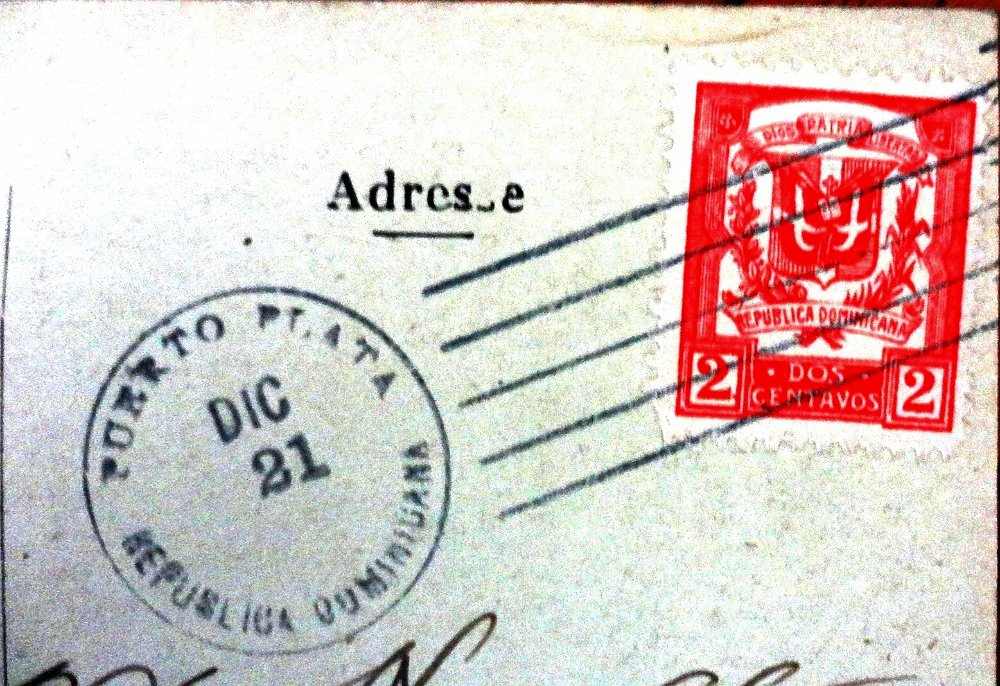 Adresse
PUERTO PLATA
DIC
21
REPUBLICA DOMINICANA
DIOS PATRIA LIBERTAD
REPUBLICA DOMINICANA
2 DOS 2
CENTAVOS